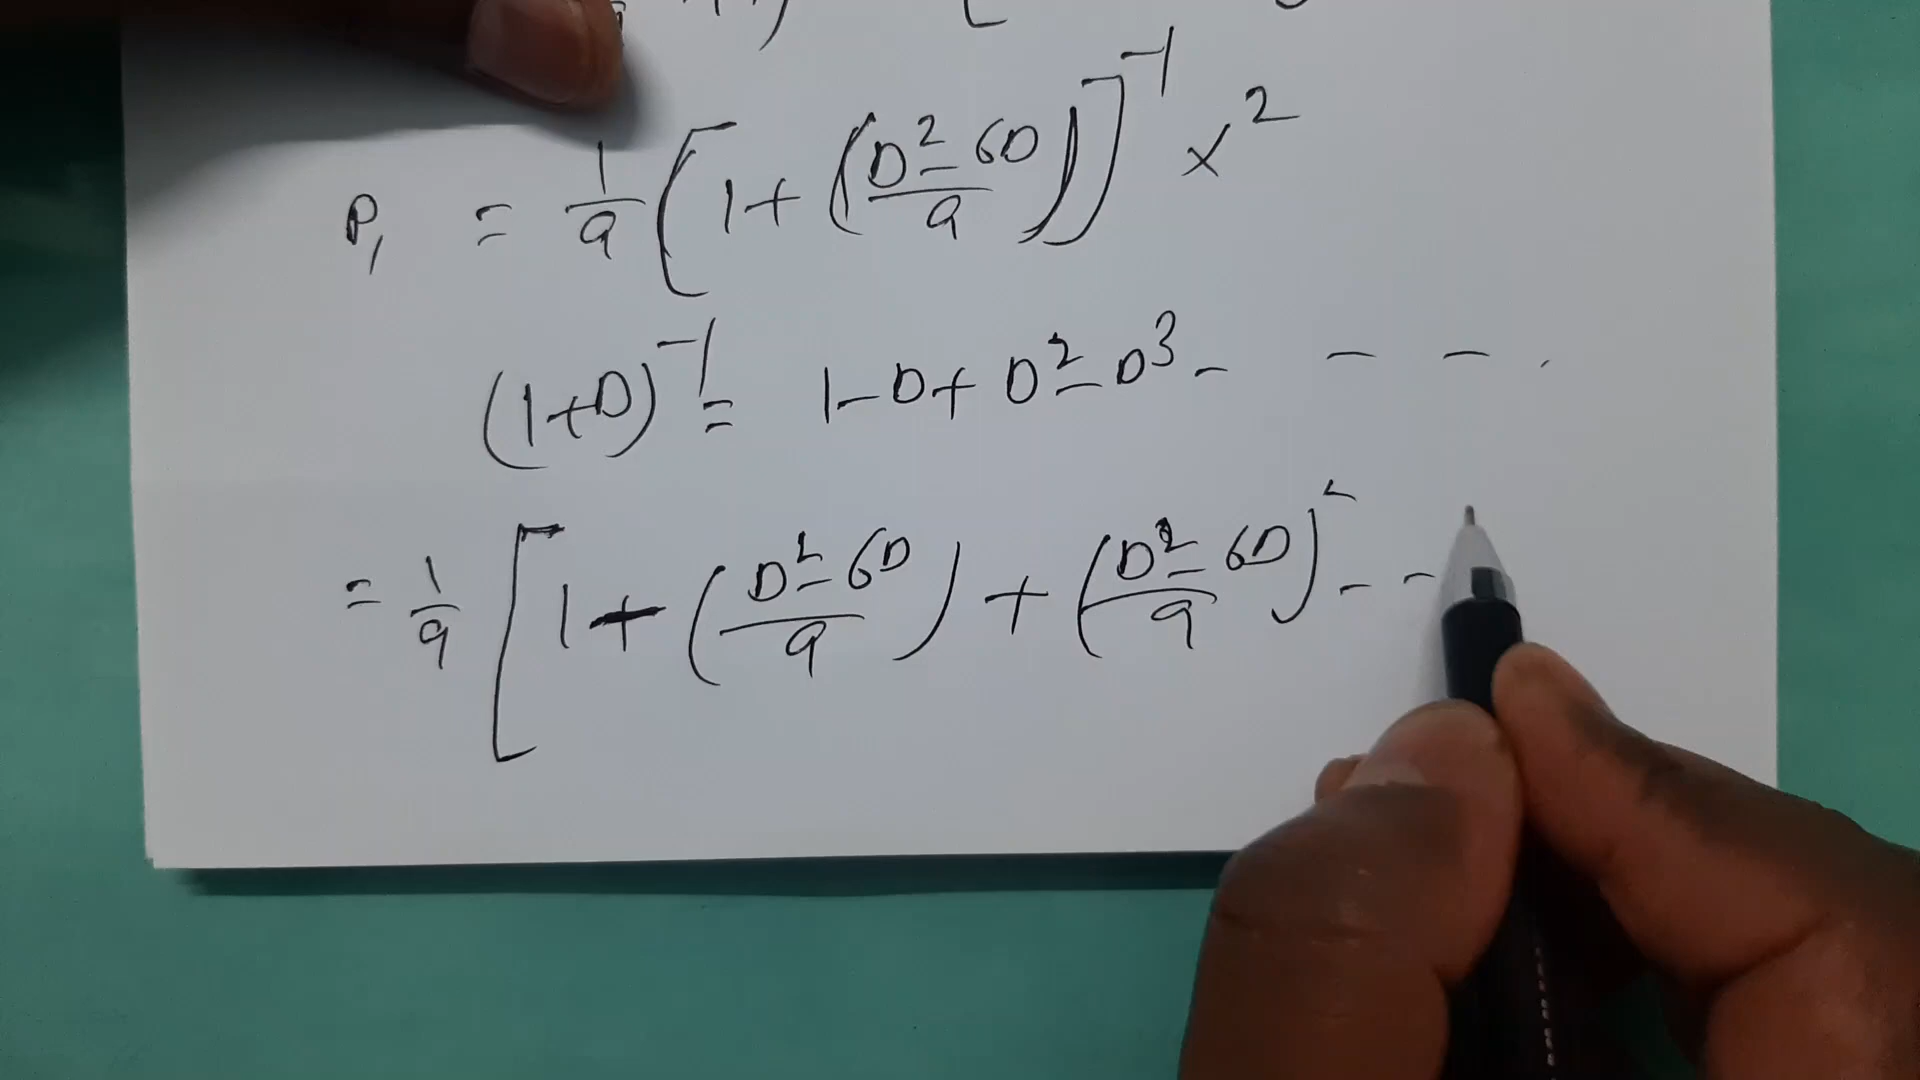 P₁ = 1/9 [1 + (D² - 6D / 9)]⁻¹ x²
(1+D)⁻¹ = 1 - D + D² - D³ - - - .
= 1/9 [1 + (D² - 6D / 9) + (D² - 6D / 9)² - -